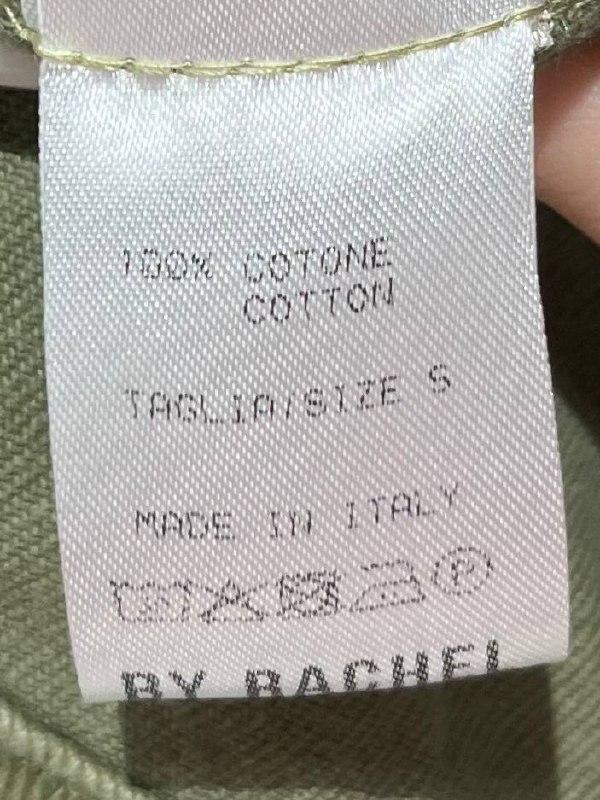 100% COTONE
COTTON
TAGLIA/SIZE S
MADE IN ITALY
P
BY RACHEL